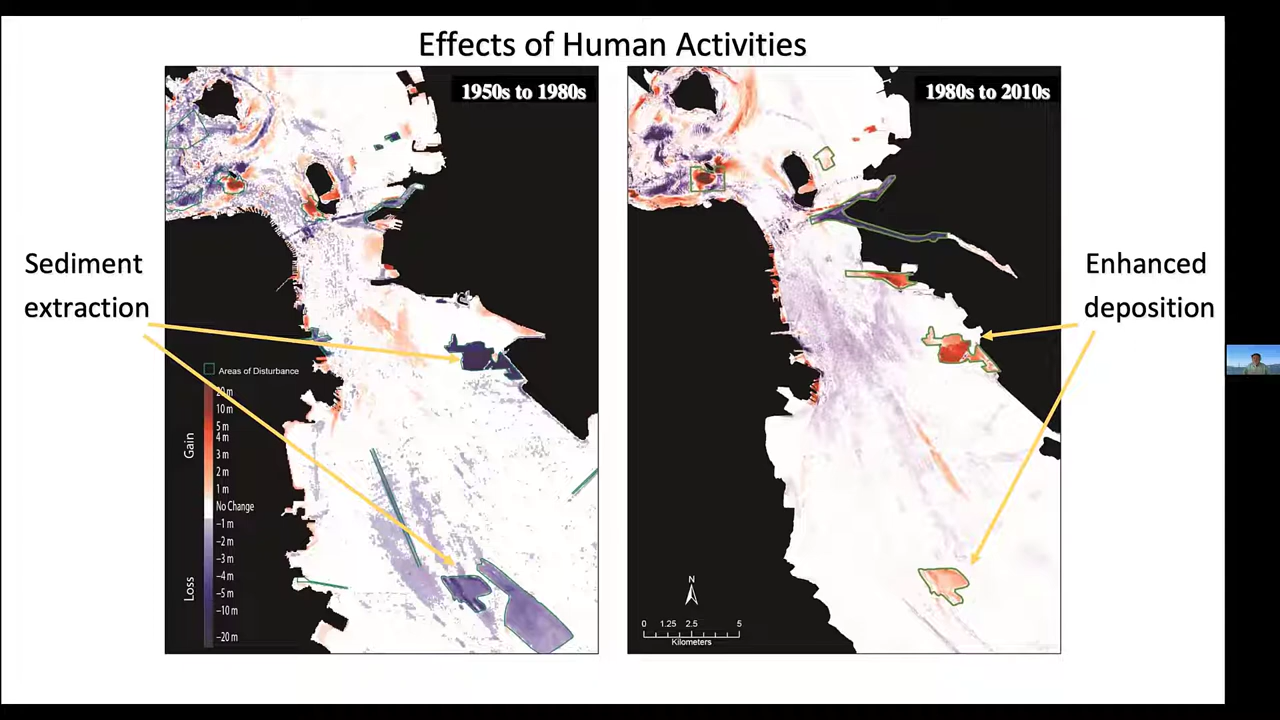 Effects of Human Activities
1950s to 1980s
1980s to 2010s
Sediment
extraction
Enhanced
deposition
Areas of Disturbance
Gain
Loss
20 m
10 m
5 m
4 m
3 m
2 m
1 m
No Change
−1 m
−2 m
−3 m
−4 m
−5 m
−10 m
−20 m
N
0 1.25 2.5 5
Kilometers